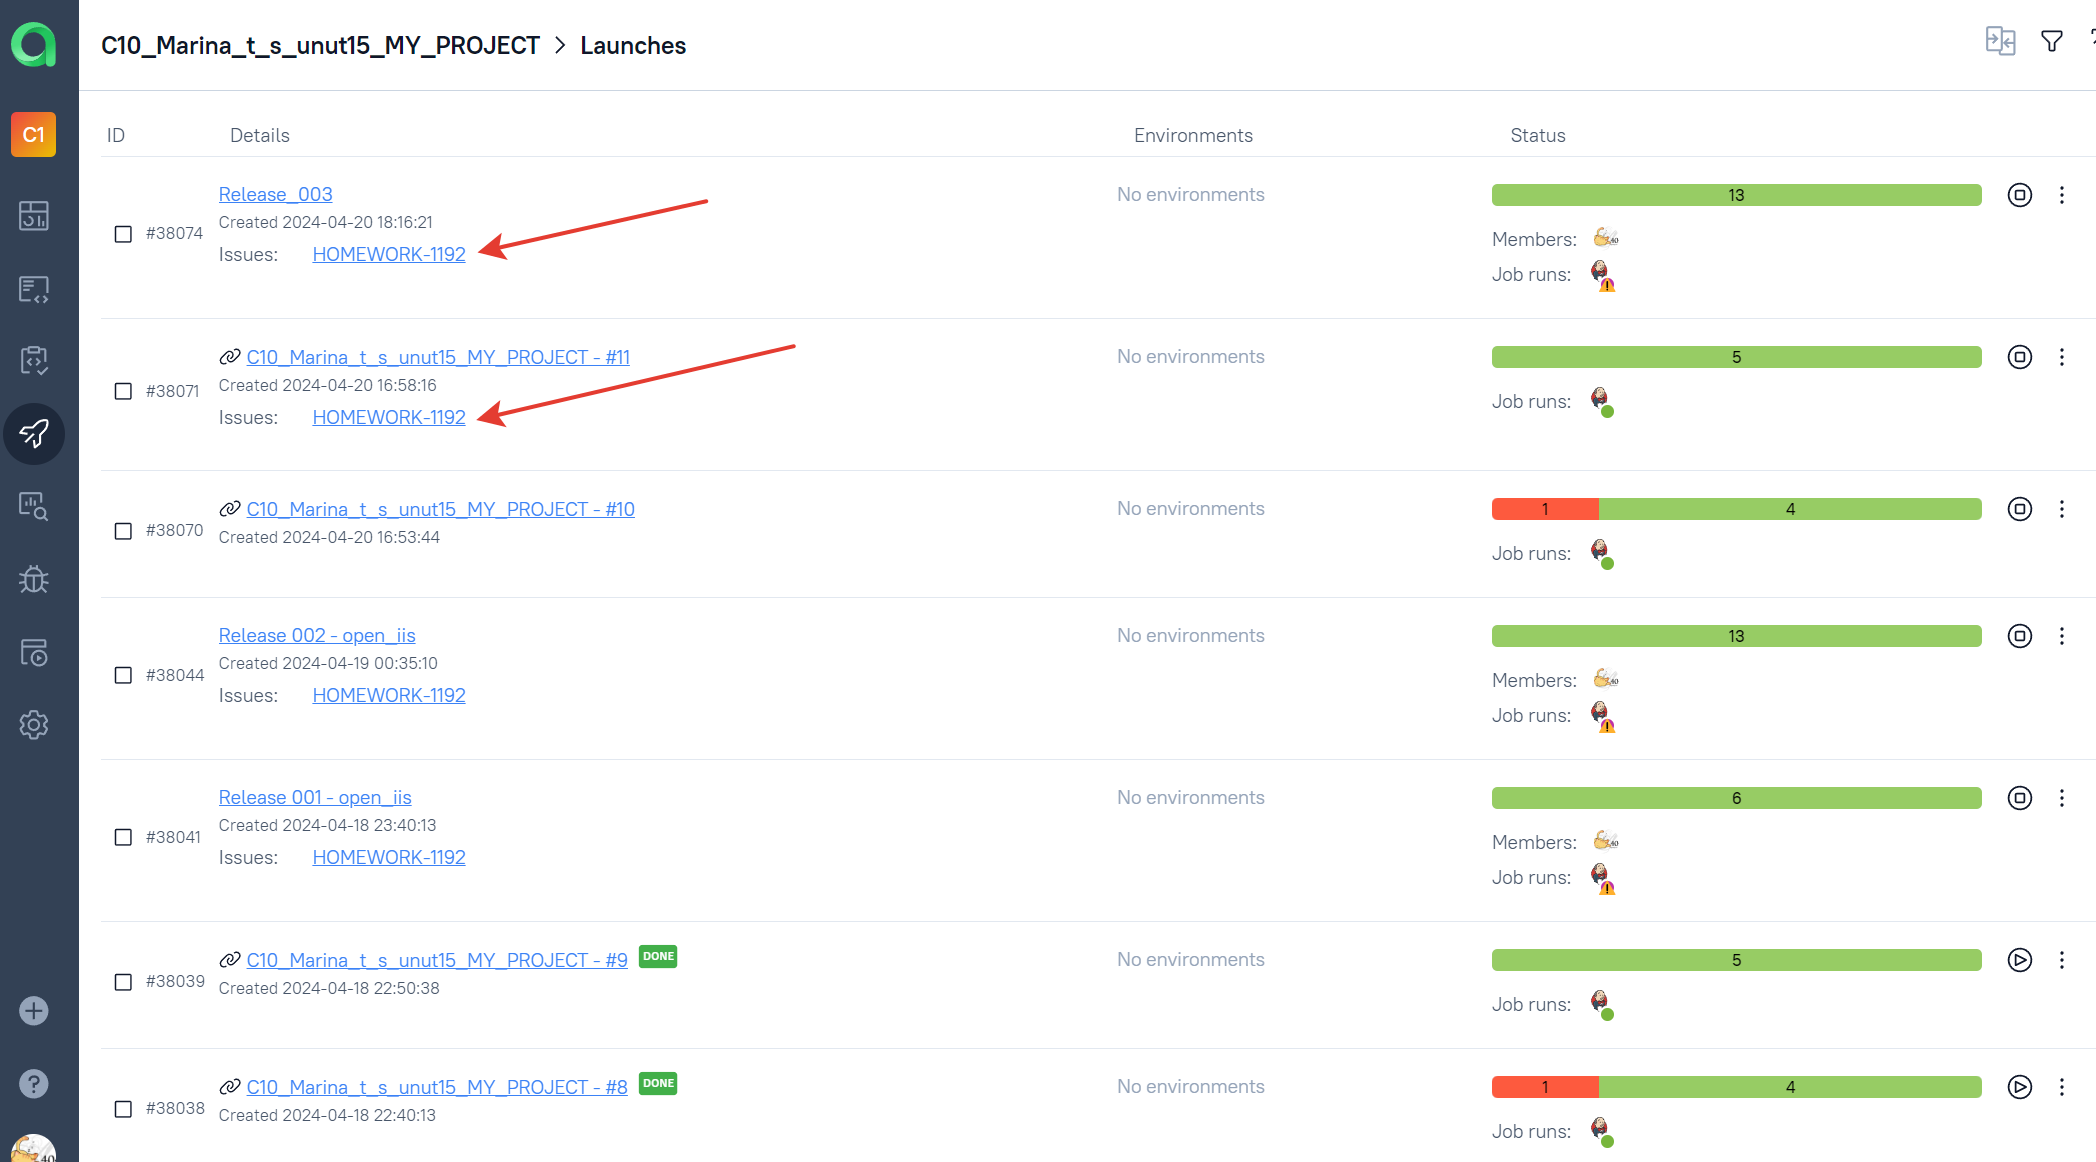 C10_Marina_t_s_unut15_MY_PROJECT > Launches
C1
ID Details Environments Status
Release_003 No environments 13
Created 2024-04-20 18:16:21
#38074
Members:
Issues: HOMEWORK-1192
Job runs:
C10_Marina_t_s_unut15_MY_PROJECT - #11 No environments 5
Created 2024-04-20 16:58:16
#38071
Job runs:
Issues: HOMEWORK-1192
C10_Marina_t_s_unut15_MY_PROJECT - #10 No environments 1 4
#38070 Created 2024-04-20 16:53:44
Job runs:
Release 002 - open_iis No environments 13
Created 2024-04-19 00:35:10
#38044
Members:
Issues: HOMEWORK-1192
Job runs:
Release 001 - open_iis No environments 6
Created 2024-04-18 23:40:13
#38041
Members:
Issues: HOMEWORK-1192
Job runs:
C10_Marina_t_s_unut15_MY_PROJECT - #9 DONE No environments 5
#38039 Created 2024-04-18 22:50:38
Job runs:
C10_Marina_t_s_unut15_MY_PROJECT - #8 DONE No environments 1 4
#38038 Created 2024-04-18 22:40:13
Job runs: